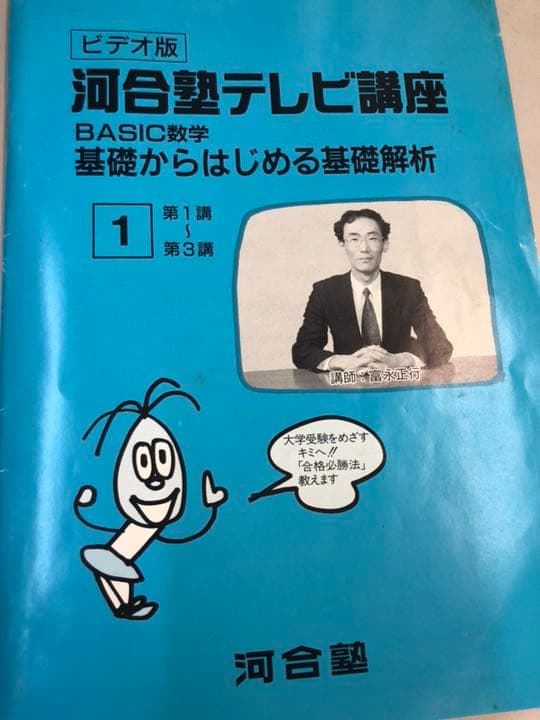 ビデオ版
河合塾テレビ講座
BASIC数学
基礎からはじめる基礎解析
1
第1講
〜
第3講
講師:富永正行
大学受験をめざす
キミへ!!
「合格必勝法」
教えます
河合塾